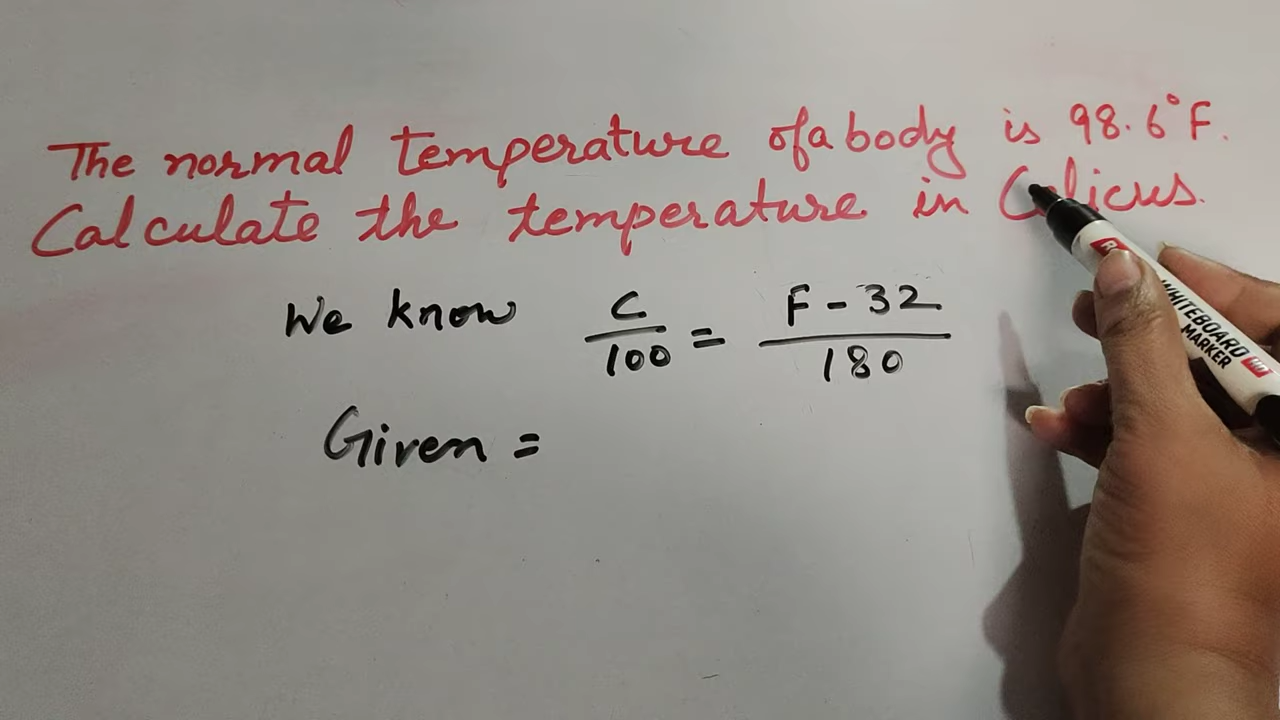 The normal temperature of a body is 98.6°F.
Calculate the temperature in Celicus.
We know C/100 = F - 32/180
Given =
WHITEBOARD
MARKER